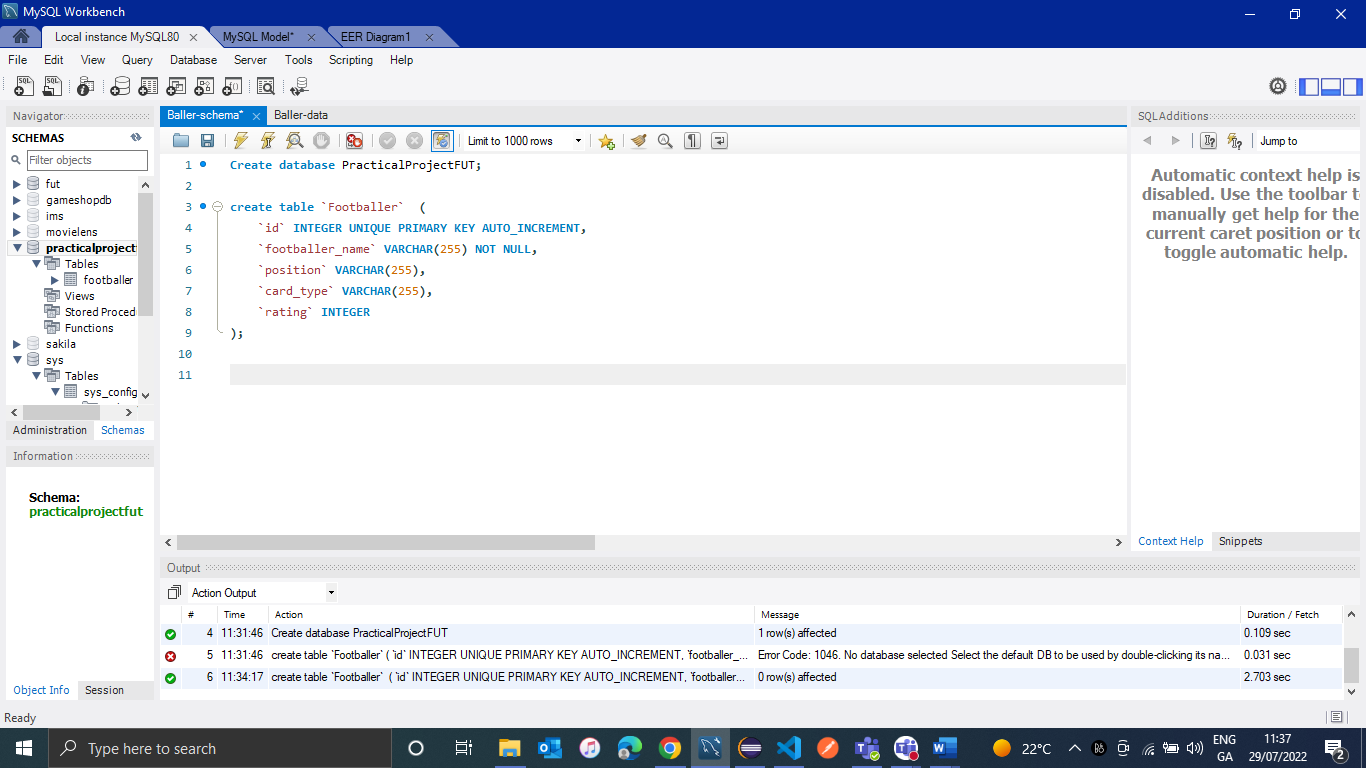 MySQL Workbench
Local instance MySQL80
MySQL Model*
EER Diagram1
File Edit View Query Database Server Tools Scripting Help
Navigator
SCHEMAS
Filter objects
fut
gameshopdb
ims
movielens
practicalproject
Tables
footballer
Views
Stored Proced
Functions
sakila
sys
Tables
sys_config
Administration Schemas
Information
Schema:
practicalprojectfut
Object Info Session
Baller-schema* Baller-data
Limit to 1000 rows
1 Create database PracticalProjectFUT;
2
3 create table `Footballer`  (
4 `id` INTEGER UNIQUE PRIMARY KEY AUTO_INCREMENT,
5 `footballer_name` VARCHAR(255) NOT NULL,
6 `position` VARCHAR(255),
7 `card_type` VARCHAR(255),
8 `rating` INTEGER
9 );
10
11
SQLAdditions
Jump to
Automatic context help is
disabled. Use the toolbar t
manually get help for the
current caret position or to
toggle automatic help.
Context Help Snippets
Output
Action Output
# Time Action Message Duration / Fetch
4 11:31:46 Create database PracticalProjectFUT 1 row(s) affected 0.109 sec
5 11:31:46 create table `Footballer` ( `id` INTEGER UNIQUE PRIMARY KEY AUTO_INCREMENT, `footballer_... Error Code: 1046. No database selected Select the default DB to be used by double-clicking its na... 0.031 sec
6 11:34:17 create table `Footballer`  ( `id` INTEGER UNIQUE PRIMARY KEY AUTO_INCREMENT, `footballer... 0 row(s) affected 2.703 sec
Ready
Type here to search
22°C
ENG
GA
11:37
29/07/2022
2